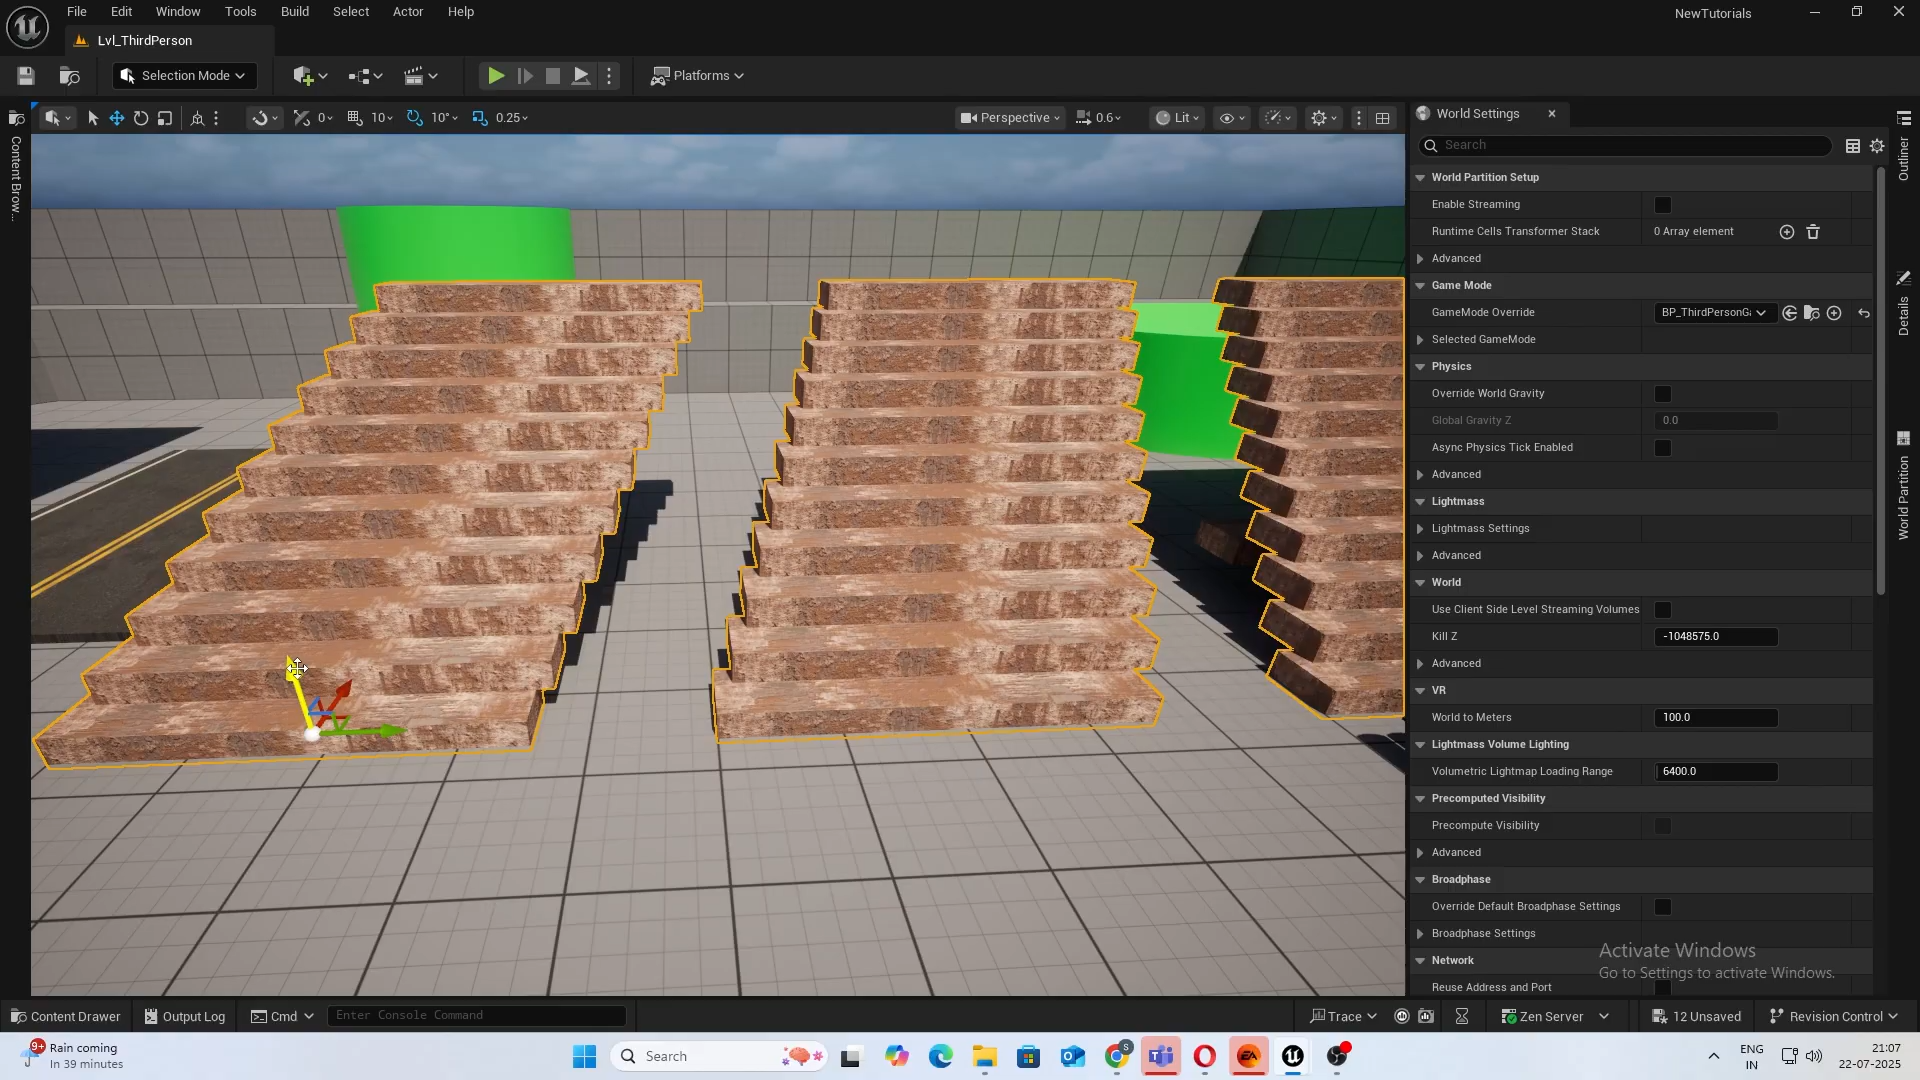 File Edit Window Tools Build Select Actor Help
NewTutorials
Lvl_ThirdPerson
Selection Mode
Platforms
0 10 10° 0.25
Perspective 0.6 Lit
World Settings
Search
Content Brow...
Outliner
Details
World Partition
World Partition Setup
Enable Streaming
Runtime Cells Transformer Stack 0 Array element
Advanced
Game Mode
GameMode Override BP_ThirdPersonGa
Selected GameMode
Physics
Override World Gravity
Global Gravity Z 0.0
Async Physics Tick Enabled
Advanced
Lightmass
Lightmass Settings
Advanced
World
Use Client Side Level Streaming Volumes
Kill Z -1048575.0
Advanced
VR
World to Meters 100.0
Lightmass Volume Lighting
Volumetric Lightmap Loading Range 6400.0
Precomputed Visibility
Precompute Visibility
Advanced
Broadphase
Override Default Broadphase Settings
Broadphase Settings
Network
Reuse Address and Port
Activate Windows
Go to Settings to activate Windows.
Content Drawer Output Log Cmd Enter Console Command Trace Zen Server 12 Unsaved Revision Control
9+ Rain coming
In 39 minutes
Search
S
EA
ENG
IN
21:07
22-07-2025